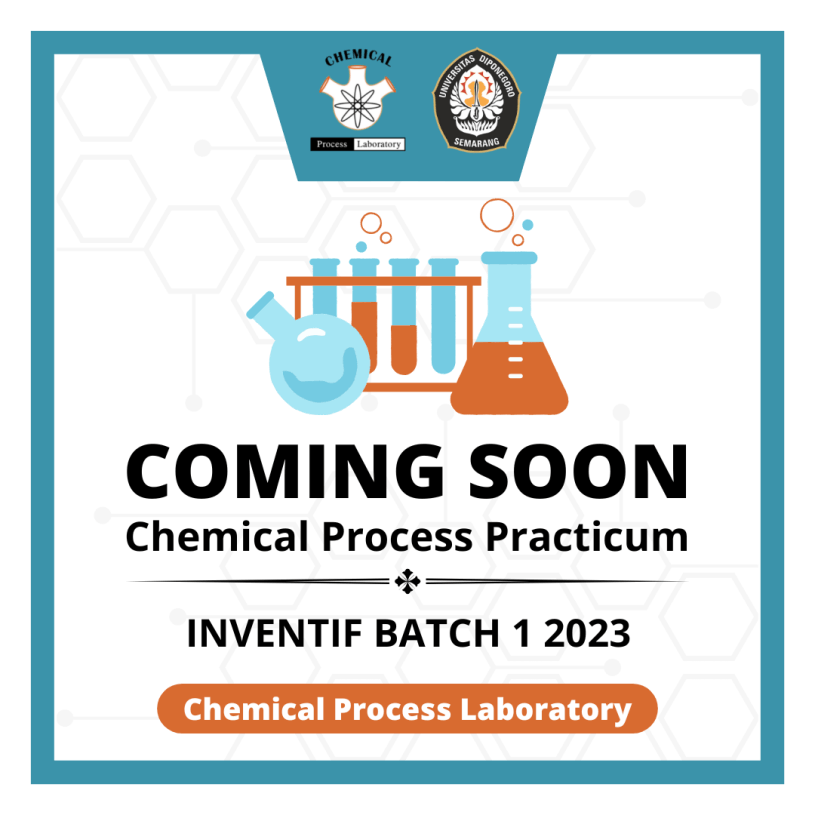 CHEMICAL
Process Laboratory
UNIVERSITAS DIPONEGORO
SEMARANG
COMING SOON
Chemical Process Practicum
INVENTIF BATCH 1 2023
Chemical Process Laboratory